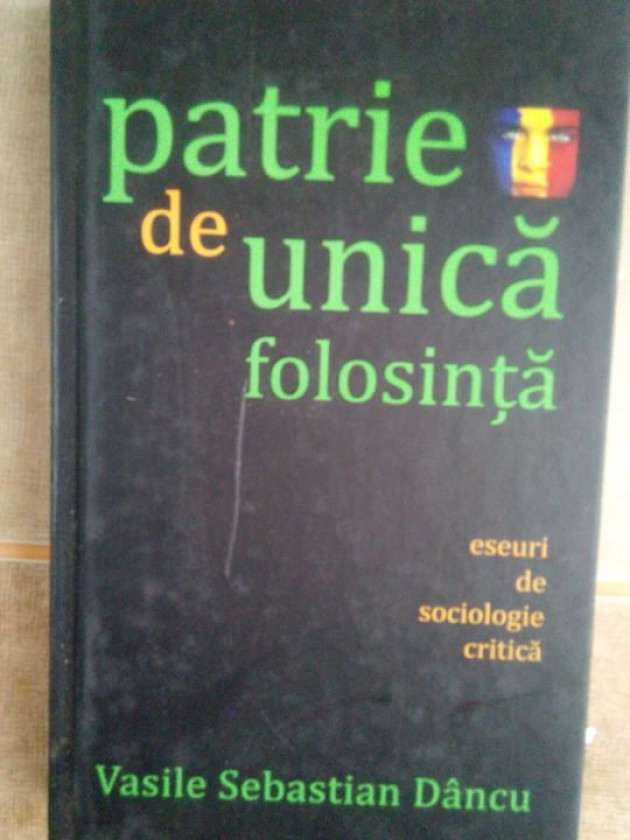 patrie
de unică
folosință
eseuri
de
sociologie
critică
Vasile Sebastian Dâncu